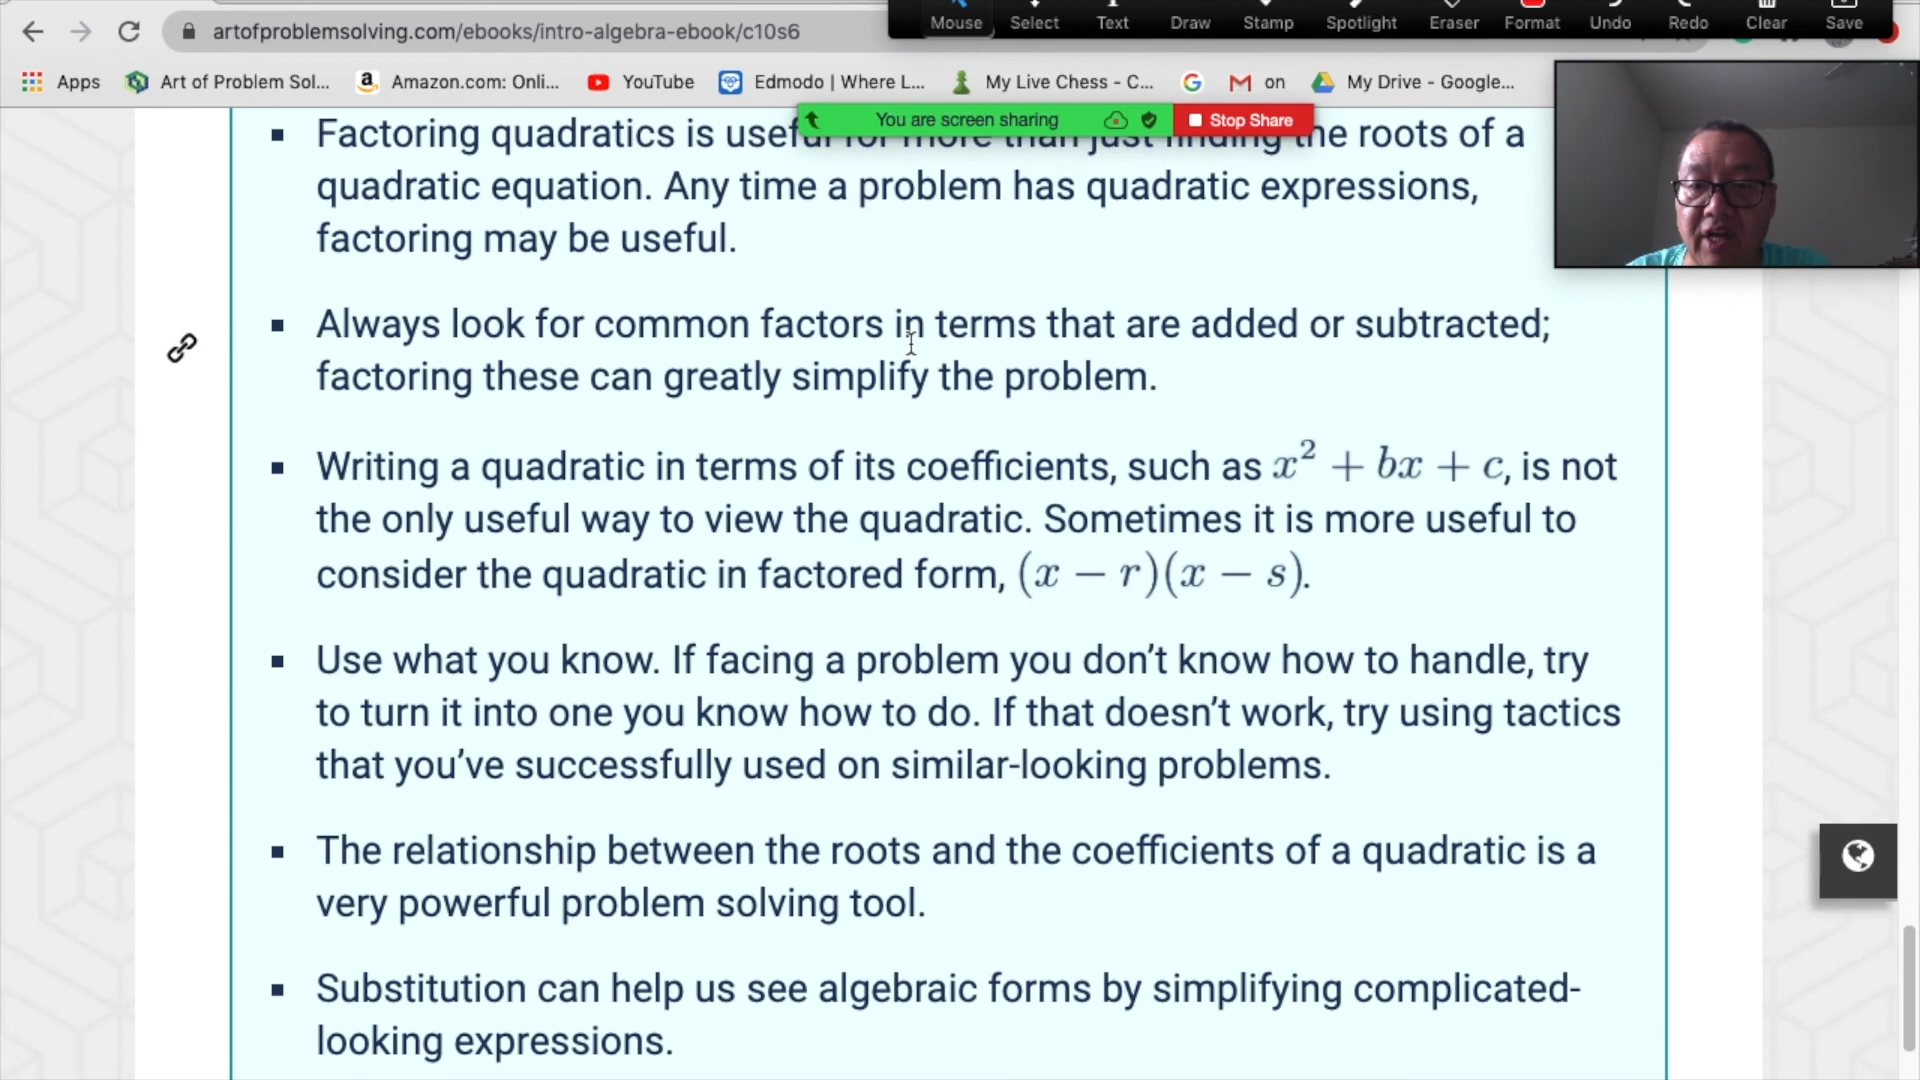 Mouse Select Text Draw Stamp Spotlight Eraser Format Undo Redo Clear Save
artofproblemsolving.com/ebooks/intro-algebra-ebook/c10s6
Apps Art of Problem Sol... Amazon.com: Onli... YouTube Edmodo | Where L... My Live Chess - C... on My Drive - Google...
You are screen sharing Stop Share
▪ Factoring quadratics is useful for more than just finding the roots of a
quadratic equation. Any time a problem has quadratic expressions,
factoring may be useful.
▪ Always look for common factors in terms that are added or subtracted;
factoring these can greatly simplify the problem.
▪ Writing a quadratic in terms of its coefficients, such as x² + bx + c, is not
the only useful way to view the quadratic. Sometimes it is more useful to
consider the quadratic in factored form, (x − r)(x − s).
▪ Use what you know. If facing a problem you don’t know how to handle, try
to turn it into one you know how to do. If that doesn’t work, try using tactics
that you’ve successfully used on similar-looking problems.
▪ The relationship between the roots and the coefficients of a quadratic is a
very powerful problem solving tool.
▪ Substitution can help us see algebraic forms by simplifying complicated-
looking expressions.